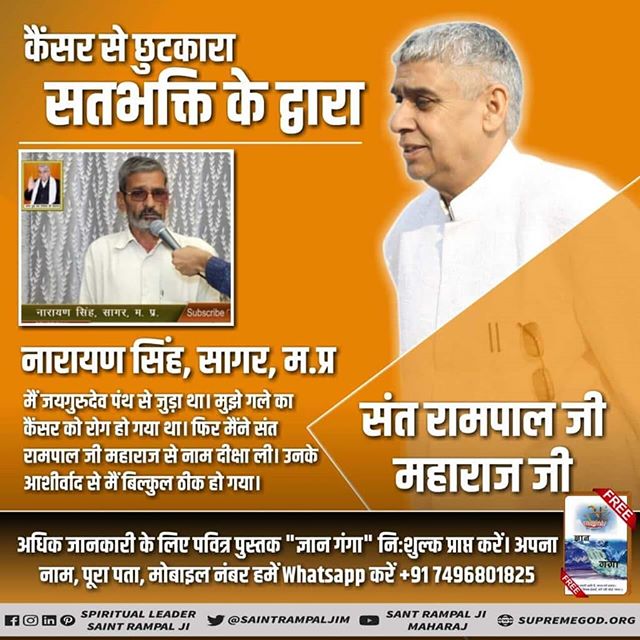 कैंसर से छुटकारा
सतभक्ति के द्वारा
नारायण सिंह, सागर, म. प्र.
Subscribe
नारायण सिंह, सागर, म.प्र
मैं जयगुरुदेव पंथ से जुड़ा था। मुझे गले का
कैंसर को रोग हो गया था। फिर मैंने संत
रामपाल जी महाराज से नाम दीक्षा ली। उनके
आशीर्वाद से मैं बिल्कुल ठीक हो गया।
संत रामपाल जी
महाराज जी
अधिक जानकारी के लिए पवित्र पुस्तक "ज्ञान गंगा" नि:शुल्क प्राप्त करें। अपना
नाम, पूरा पता, मोबाइल नंबर हमें Whatsapp करें +91 7496801825
FREE
ज्ञान
गंगा
FREE
SPIRITUAL LEADER
SAINT RAMPAL JI
@SAINTRAMPALJIM
SANT RAMPAL JI
MAHARAJ
SUPREMEGOD.ORG